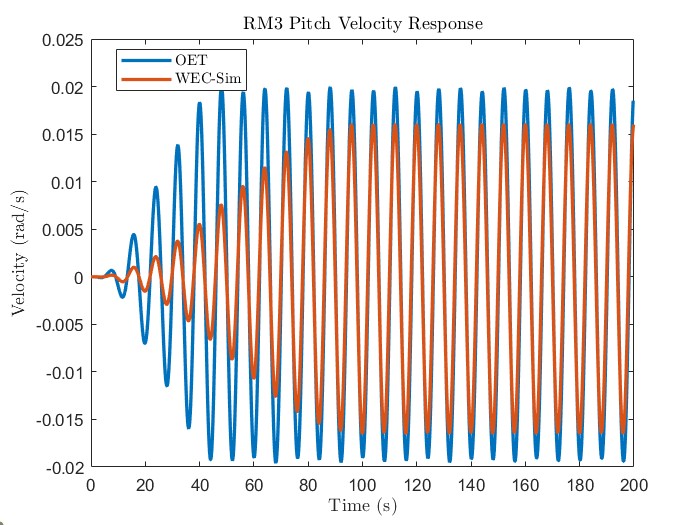 RM3 Pitch Velocity Response
0.025
0.02
0.015
0.01
0.005
0
-0.005
-0.01
-0.015
-0.02
Velocity (rad/s)
OET
WEC-Sim
0 20 40 60 80 100 120 140 160 180 200
Time (s)